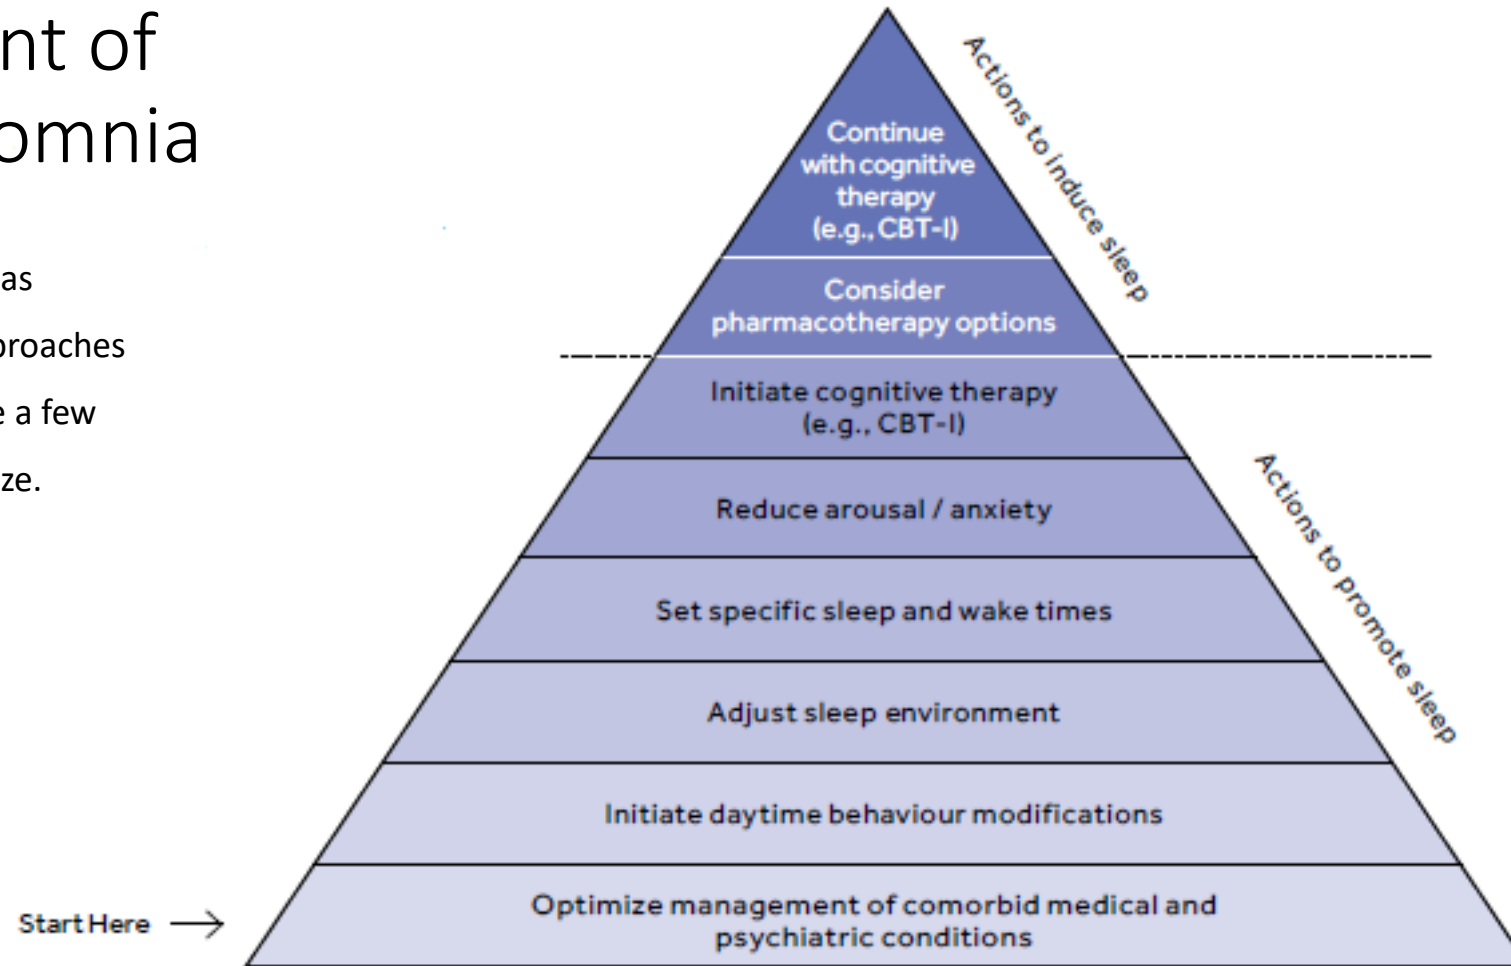 nt of
omnia
as
proaches
e a few
ze.
Continue
with cognitive
therapy
(e.g., CBT-I)
Actions to induce sleep
Consider
pharmacotherapy options
Initiate cognitive therapy
(e.g., CBT-I)
Reduce arousal / anxiety
Actions to promote sleep
Set specific sleep and wake times
Adjust sleep environment
Initiate daytime behaviour modifications
Start Here
Optimize management of comorbid medical and
psychiatric conditions